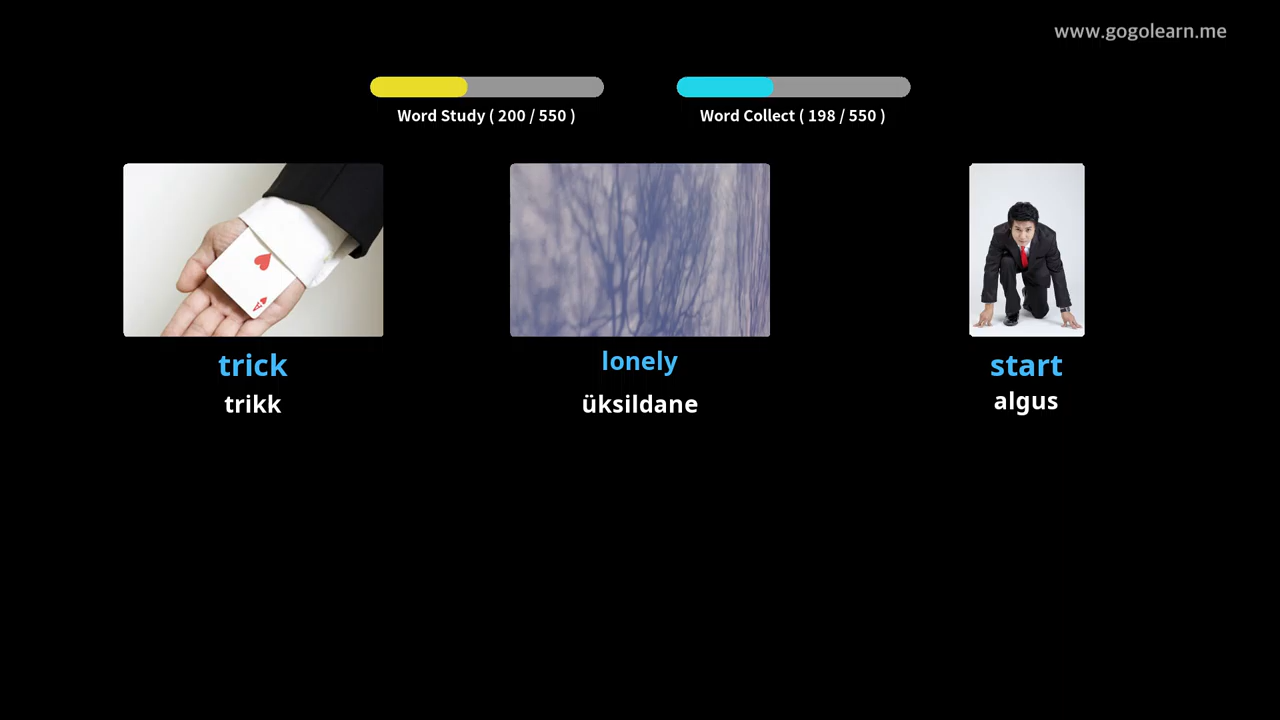 www.gogolearn.me
Word Study ( 200 / 550 )
Word Collect ( 198 / 550 )
trick
lonely
start
trikk
üksildane
algus